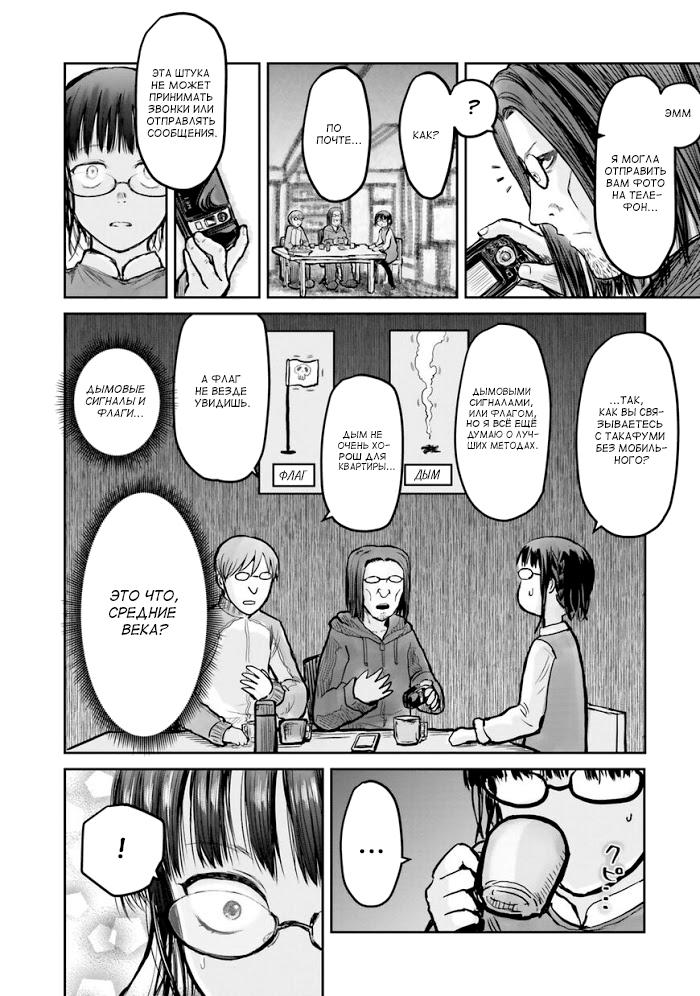 ЭММ
Я МОГЛА
ОТПРАВИТЬ
ВАМ ФОТО
НА ТЕЛЕ-
ФОН...
?
КАК?
ПО
ПОЧТЕ...
ЭТА ШТУКА
НЕ МОЖЕТ
ПРИНИМАТЬ
ЗВОНКИ ИЛИ
ОТПРАВЛЯТЬ
СООБЩЕНИЯ.
...ТАК,
КАК ВЫ СВЯ-
ЗЫВАЕТЕСЬ
С ТАКАФУМИ
БЕЗ МОБИЛЬ-
НОГО?
ДЫМОВЫМИ
СИГНАЛАМИ,
ИЛИ ФЛАГОМ,
НО Я ВСЁ ЕЩЁ
ДУМАЮ О ЛУЧ-
ШИХ МЕТОДАХ.
ДЫМ
ДЫМ НЕ
ОЧЕНЬ ХО-
РОШ ДЛЯ
КВАРТИРЫ...
ФЛАГ
А ФЛАГ
НЕ ВЕЗДЕ
УВИДИШЬ.
ДЫМОВЫЕ
СИГНАЛЫ И
ФЛАГИ...
ЭТО ЧТО,
СРЕДНИЕ
ВЕКА?
クピ...
...
!